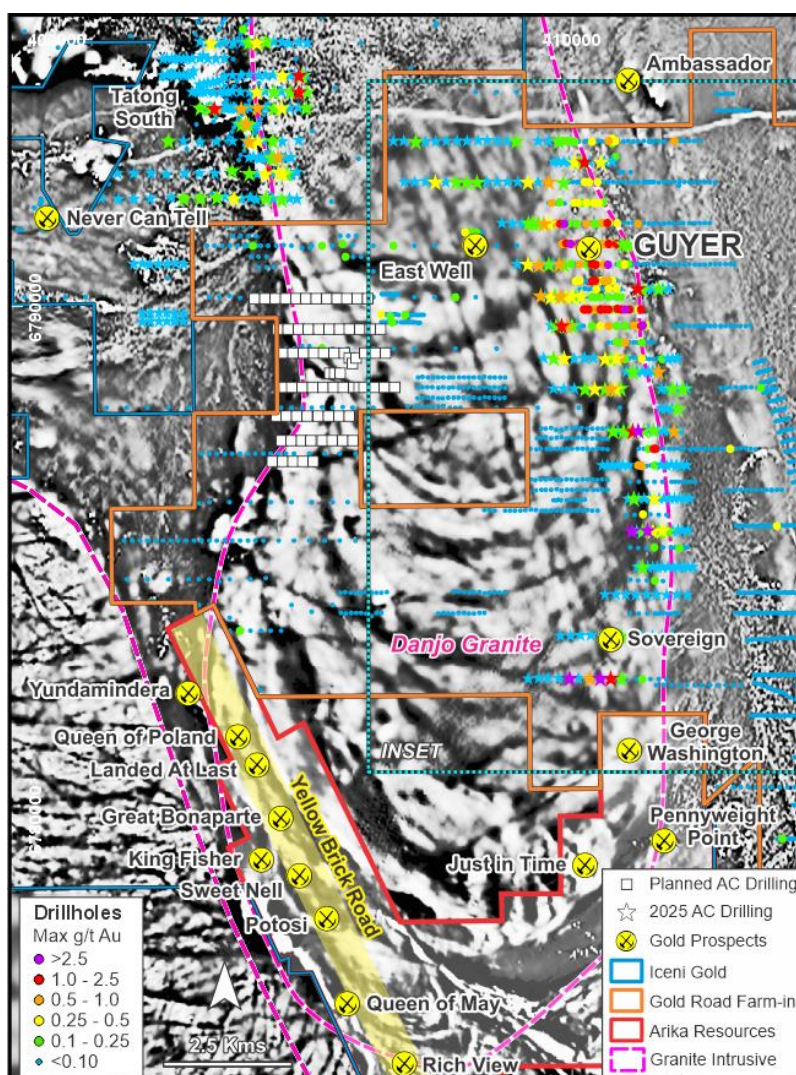 400000
410000
Ambassador
Tatong
South
Never Can Tell
East Well
GUYER
6790000
Danjo Granite
Sovereign
Yundamindera
Queen of Poland
Landed At Last
INSET
George
Washington
Great Bonaparte
Yellow Brick Road
Pennyweight
Point
King Fisher
Just in Time
Sweet Nell
Potosi
Queen of May
Rich View
2.5 Kms
Drillholes
Max g/t Au
>2.5
1.0 - 2.5
0.5 - 1.0
0.25 - 0.5
0.1 - 0.25
<0.10
Planned AC Drilling
2025 AC Drilling
Gold Prospects
Iceni Gold
Gold Road Farm-in
Arika Resources
Granite Intrusive